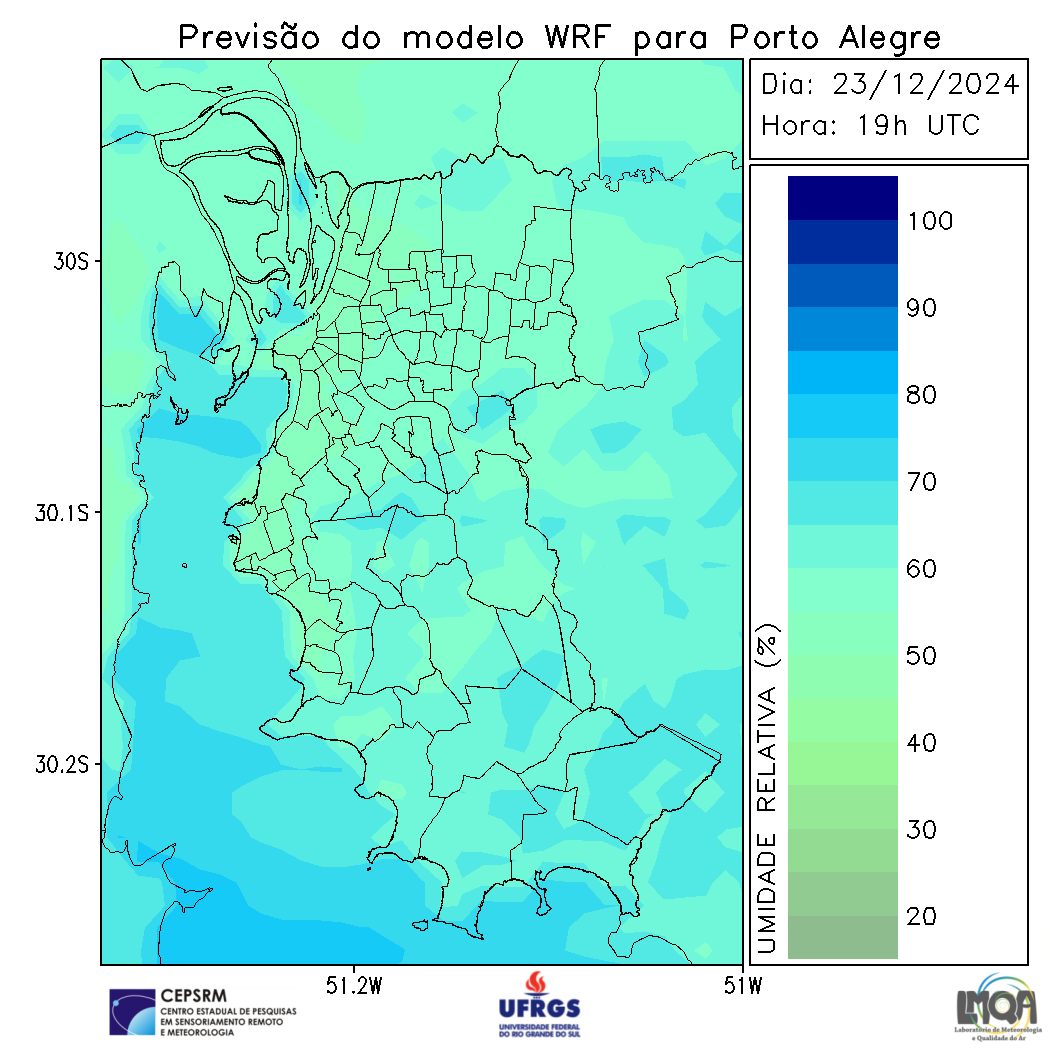 Previsão do modelo WRF para Porto Alegre
Dia: 23/12/2024
Hora: 19h UTC
30S
30.1S
30.2S
51.2W
51W
UMIDADE RELATIVA (%)
100
90
80
70
60
50
40
30
20
CEPSRM
CENTRO ESTADUAL DE PESQUISAS
EM SENSORIAMENTO REMOTO
E METEOROLOGIA
UFRGS
UNIVERSIDADE FEDERAL
DO RIO GRANDE DO SUL
LMQA
Laboratório de Meteorologia
e Qualidade do Ar